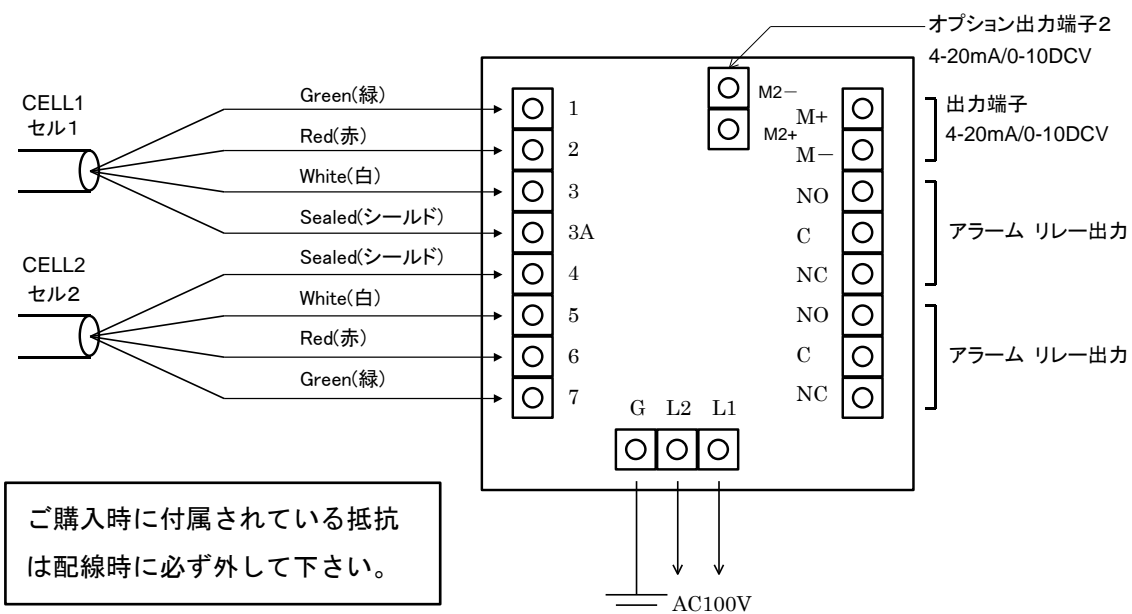 オプション出力端子2
4-20mA/0-10DCV
CELL1
セル1
Green(緑)
Red(赤)
White(白)
Sealed(シールド)
CELL2
セル2
Sealed(シールド)
White(白)
Red(赤)
Green(緑)
1
2
3
3A
4
5
6
7
M2−
M2+
M+
M−
NO
C
NC
NO
C
NC
出力端子
4-20mA/0-10DCV
アラーム リレー出力
アラーム リレー出力
G L2 L1
AC100V
ご購入時に付属されている抵抗
は配線時に必ず外して下さい。